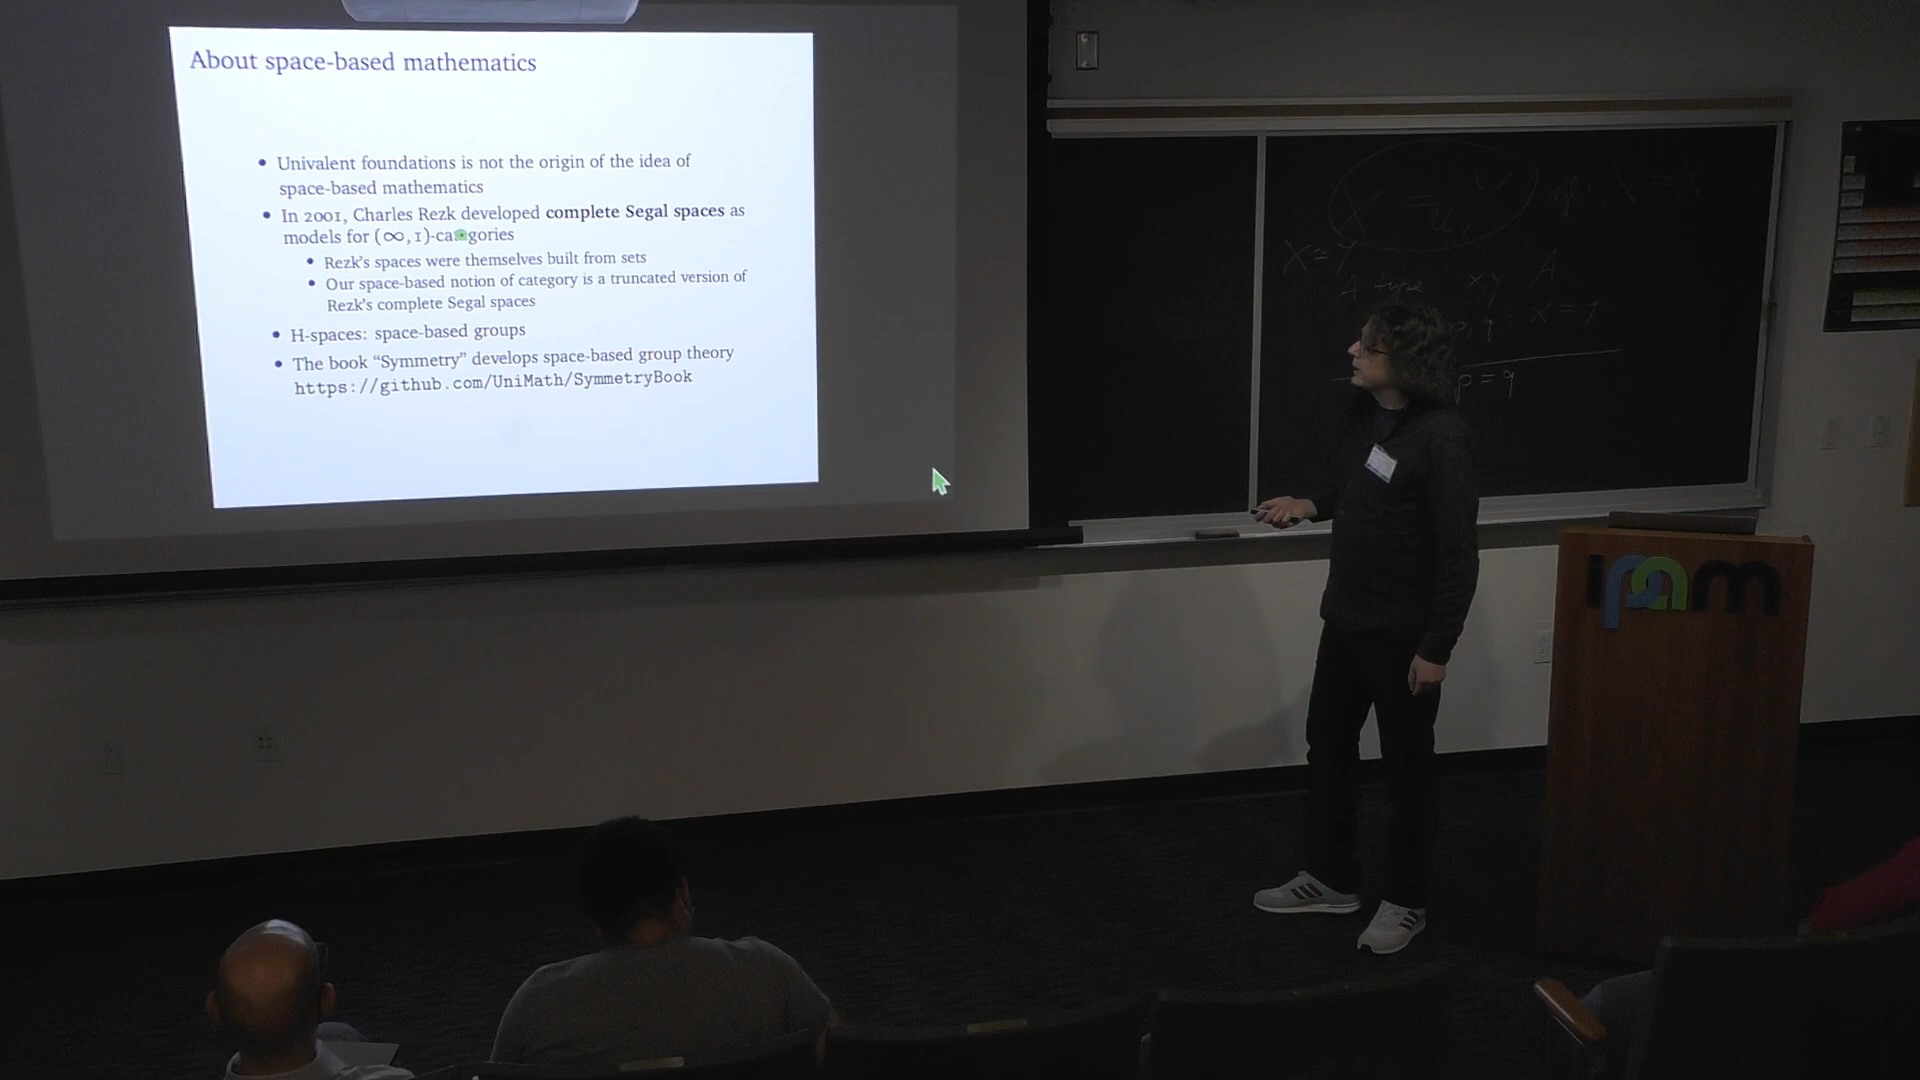 About space-based mathematics
• Univalent foundations is not the origin of the idea of
space-based mathematics
• In 2001, Charles Rezk developed complete Segal spaces as
models for (∞, 1)-categories
• Rezk's spaces were themselves built from sets
• Our space-based notion of category is a truncated version of
Rezk's complete Segal spaces
• H-spaces: space-based groups
• The book “Symmetry” develops space-based group theory
https://github.com/UniMath/SymmetryBook
X =u Y
refl : X = X
X ≃ Y
A type x, y : A
p, q : x = y
p = q
ipam